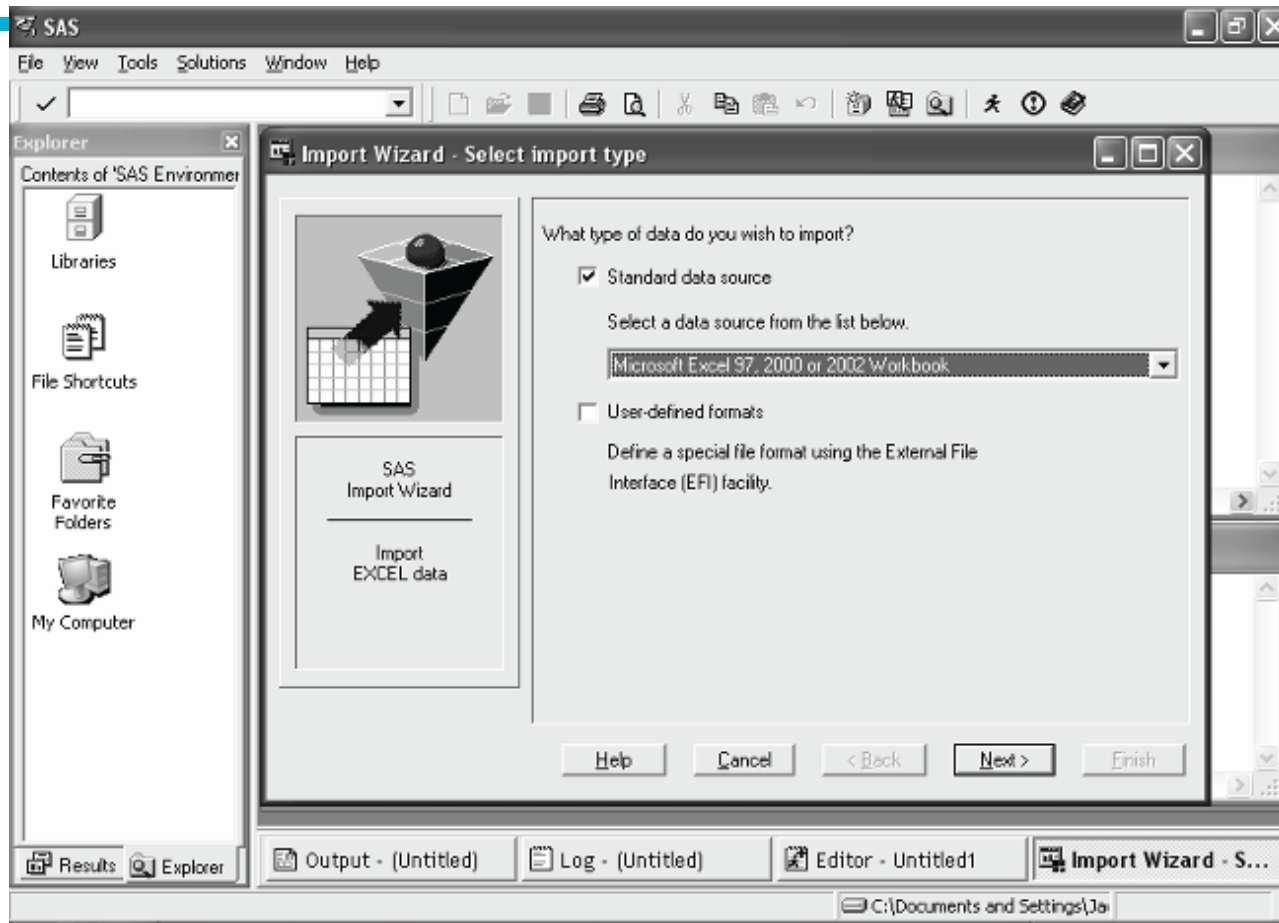 SAS
File View Tools Solutions Window Help
Explorer
Contents of 'SAS Environmer
Libraries
File Shortcuts
Favorite
Folders
My Computer
Results Explorer
Import Wizard - Select import type
SAS
Import Wizard
Import
EXCEL data
What type of data do you wish to import?
Standard data source
Select a data source from the list below.
Microsoft Excel 97, 2000 or 2002 Workbook
User-defined formats
Define a special file format using the External File
Interface (EFI) facility.
Help Cancel < Back Next > Finish
Output - (Untitled) Log - (Untitled) Editor - Untitled1 Import Wizard - S...
C:\Documents and Settings\Ja